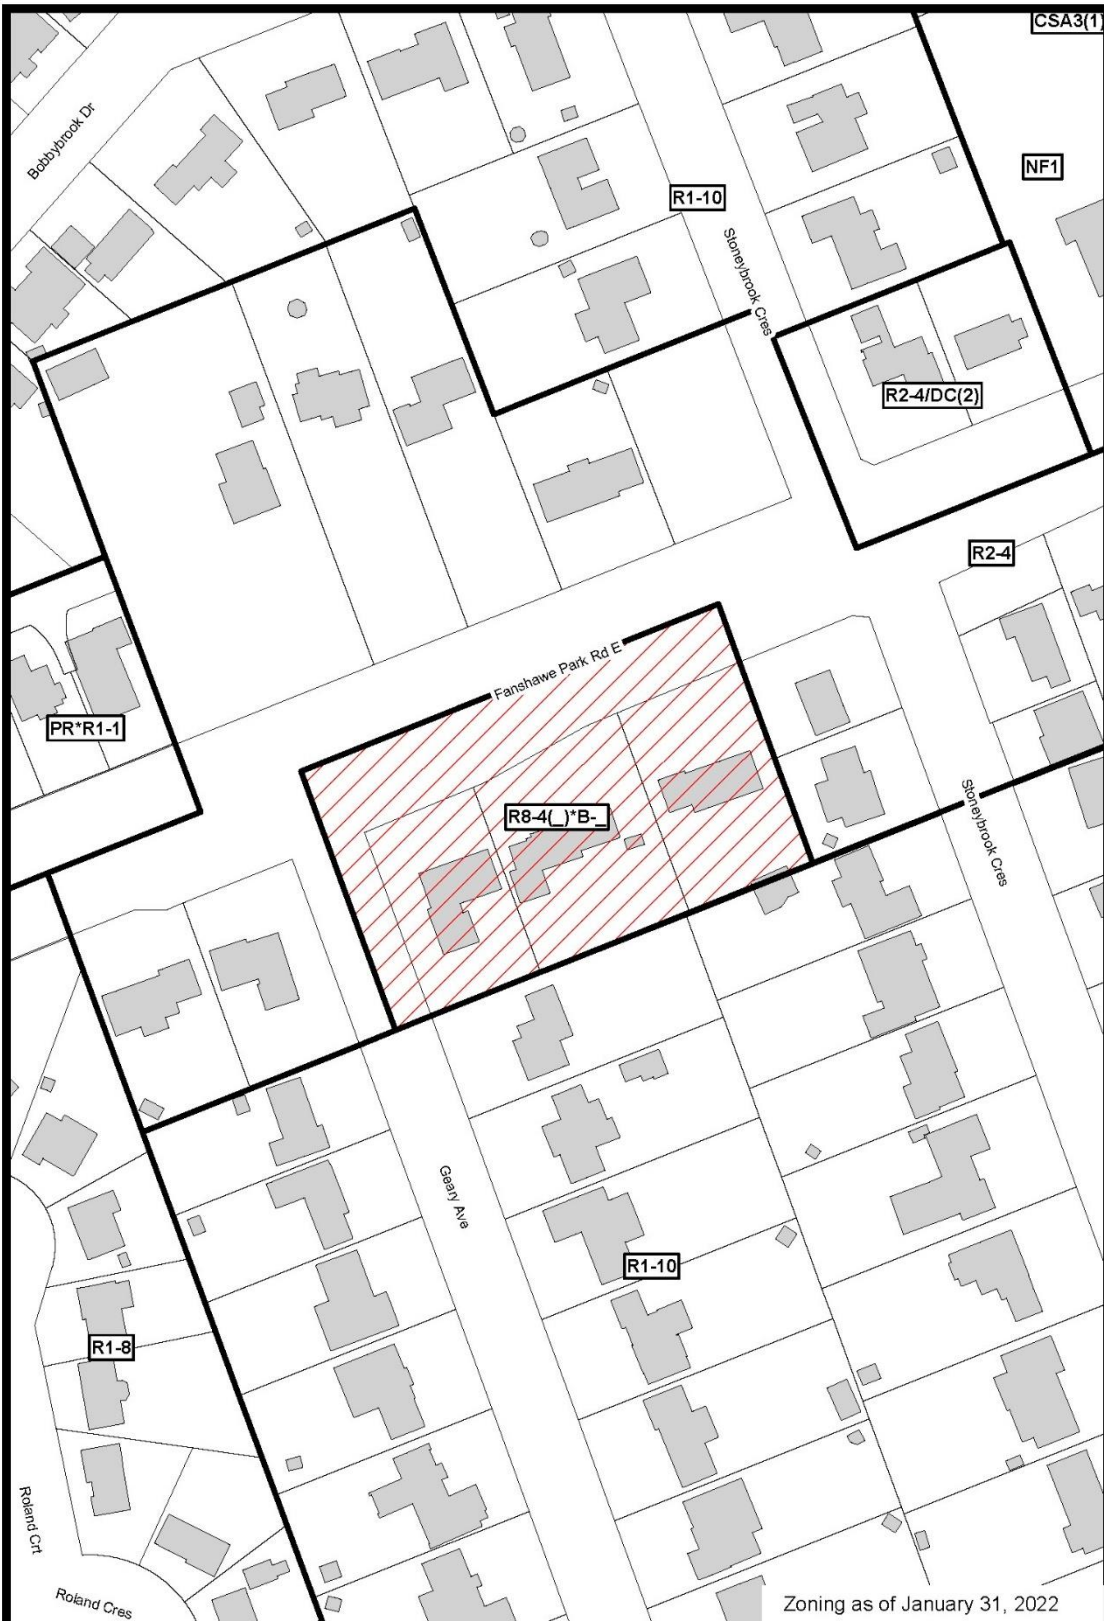 CSA3(1)
Bobbybrook Dr
NF1
R1-10
Stoneybrook Cres
R2-4/DC(2)
R2-4
Fanshawe Park Rd E
PR*R1-1
R8-4(_)*B-_
Stoneybrook Cres
Geary Ave
R1-10
R1-8
Roland Crt
Roland Cres
Zoning as of January 31, 2022